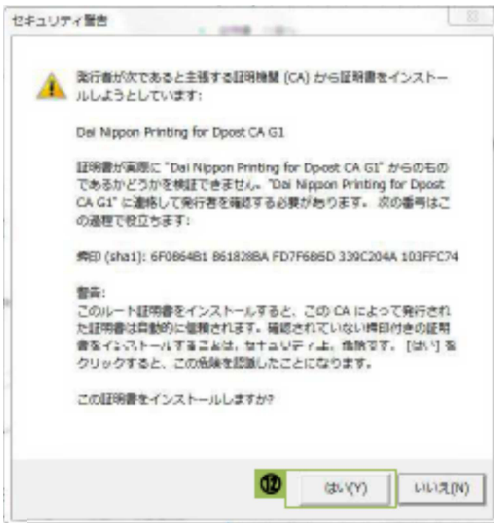 セキュリティ警告
発行者が次であると主張する証明機関 (CA) から証明書をインストー
ルしようとしています:
Dai Nippon Printing for Dpost CA G1
証明書が実際に "Dai Nippon Printing for Dpost CA G1" からのもの
であるかどうかを検証できません。"Dai Nippon Printing for Dpost
CA G1" に連絡して発行者を確認する必要があります。 次の番号はこ
の過程で役立ちます:
拇印 (sha1): 6F0864B1 861828BA FD7F6B5D 339C204A 103FFC74
警告:
このルート証明書をインストールすると、この CA によって発行され
た証明書は自動的に信頼されます。確認されていない拇印付きの証明
書をインストールすることは、セキュリティ上、危険です。 [はい] を
クリックすると、この危険を認識したことになります。
この証明書をインストールしますか?
⓬ はい(Y) いいえ(N)